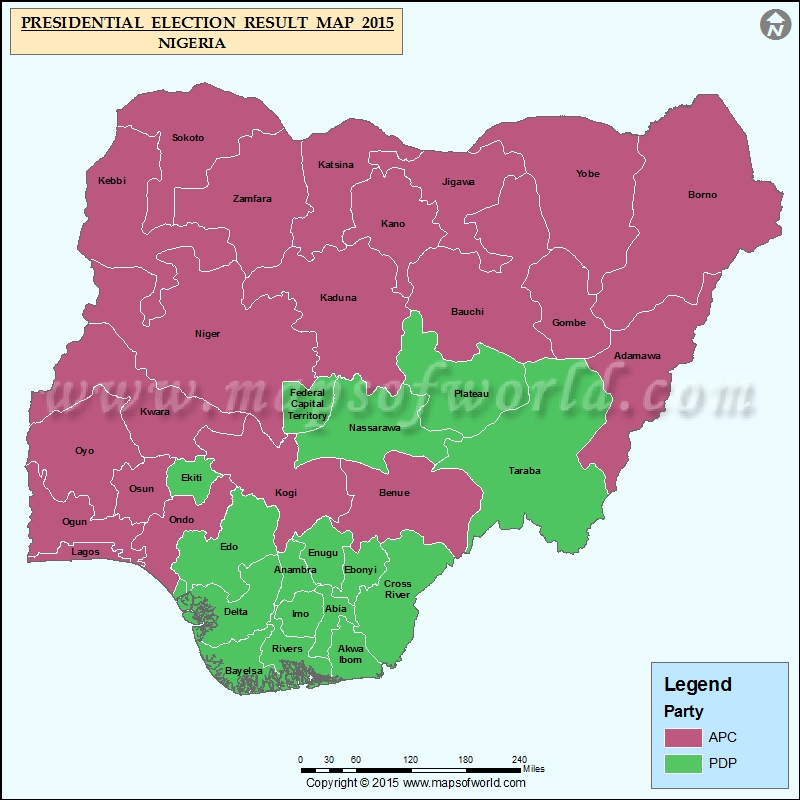 PRESIDENTIAL ELECTION RESULT MAP 2015
NIGERIA
N
Sokoto
Katsina
Kebbi
Zamfara
Jigawa
Yobe
Borno
Kano
Kaduna
Niger
Bauchi
Gombe
Adamawa
www.mapsofworld.com
Federal
Capital
Territory
Plateau
Kwara
Nassarawa
Oyo
Taraba
Ekiti
Osun
Kogi
Benue
Ogun
Ondo
Lagos
Edo
Enugu
Anambra
Ebonyi
Cross
River
Delta
Imo
Abia
Rivers
Akwa
Ibom
Bayelsa
Legend
Party
APC
PDP
0 30 60 120 180 240
Miles
Copyright © 2015 www.mapsofworld.com